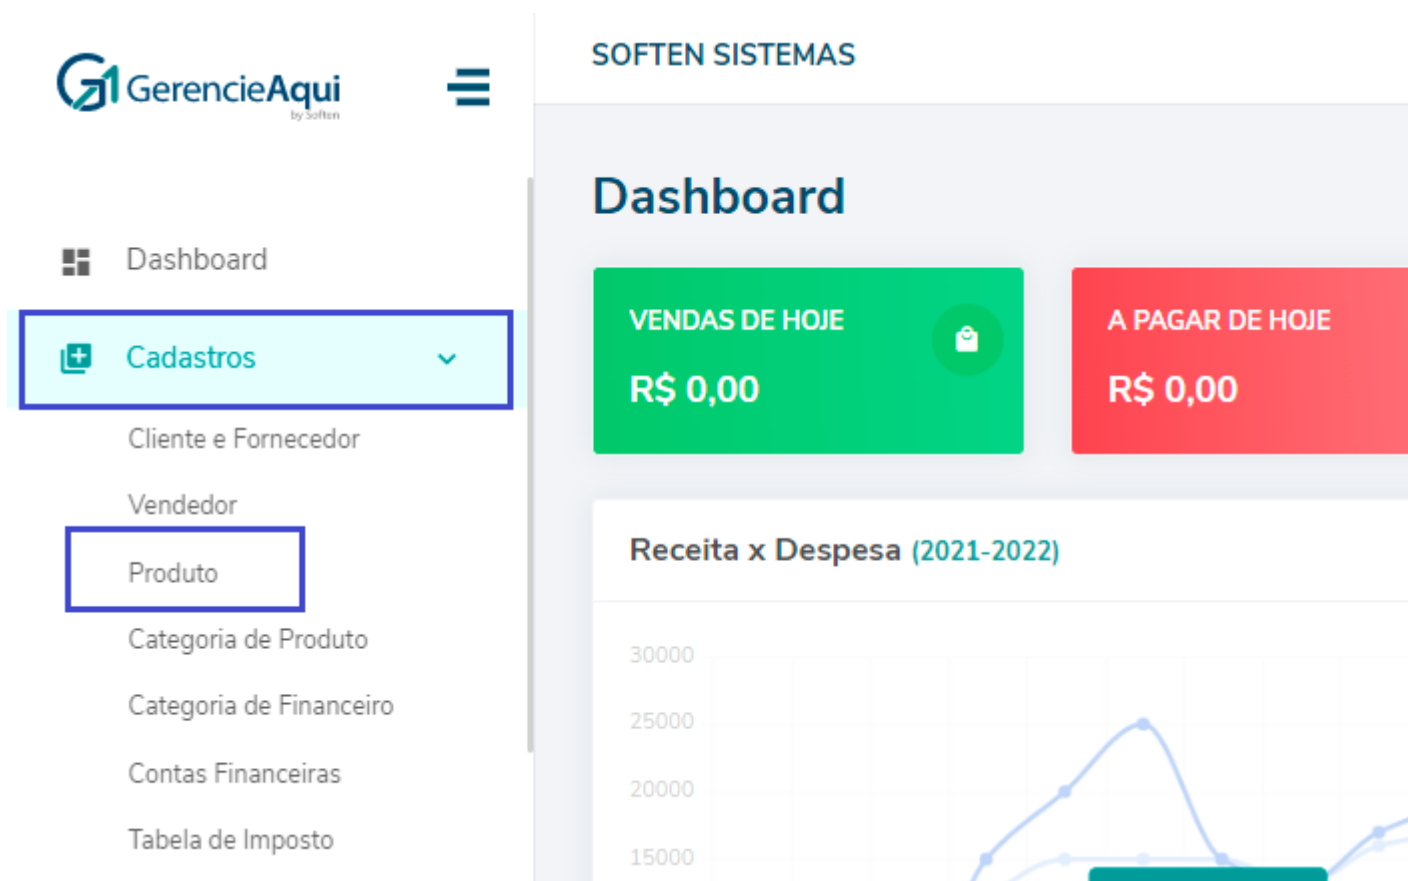 GerencieAqui
by Soften
SOFTEN SISTEMAS
Dashboard
Cadastros
Cliente e Fornecedor
Vendedor
Produto
Categoria de Produto
Categoria de Financeiro
Contas Financeiras
Tabela de Imposto
Dashboard
VENDAS DE HOJE
R$ 0,00
A PAGAR DE HOJE
R$ 0,00
Receita x Despesa (2021-2022)
30000
25000
20000
15000